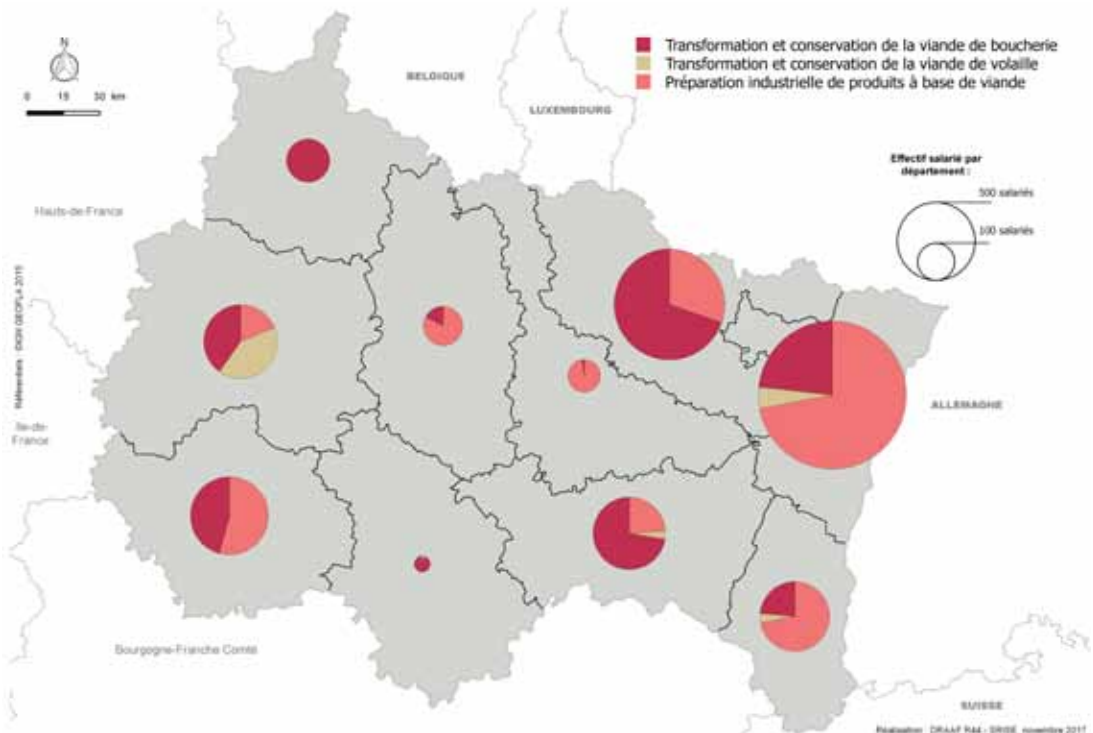 N
0 15 30 km
Transformation et conservation de la viande de boucherie
Transformation et conservation de la viande de volaille
Préparation industrielle de produits à base de viande
BELGIQUE
LUXEMBOURG
Effectif salarié par
département :
500 salariés
100 salariés
Hauts-de-France
Ile-de-
France
ALLEMAGNE
Bourgogne-Franche Comté
SUISSE
Réalisation : DRAAF R44 - SRISE, novembre 2017